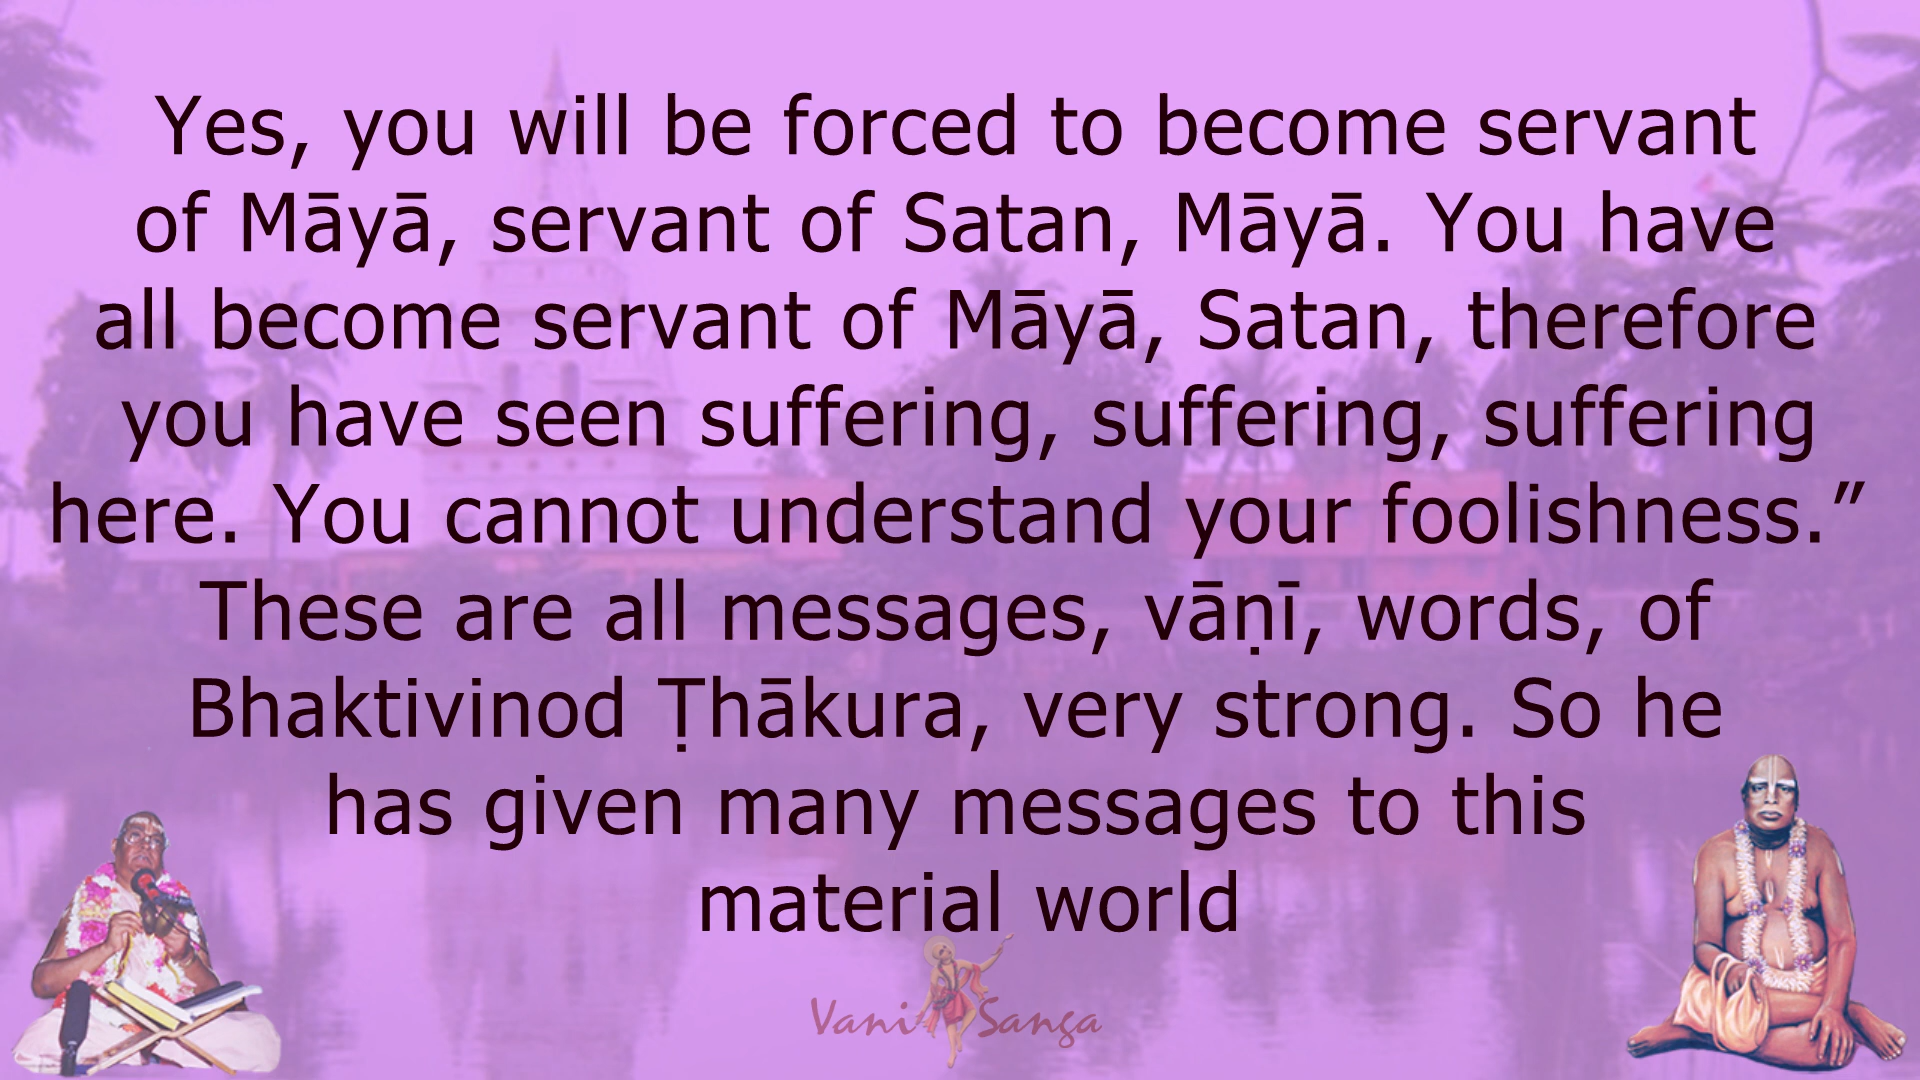 Yes, you will be forced to become servant
of Māyā, servant of Satan, Māyā. You have
all become servant of Māyā, Satan, therefore
you have seen suffering, suffering, suffering
here. You cannot understand your foolishness.”
These are all messages, vāṇī, words, of
Bhaktivinod Ṭhākura, very strong. So he
has given many messages to this
material world
Vani Sanga